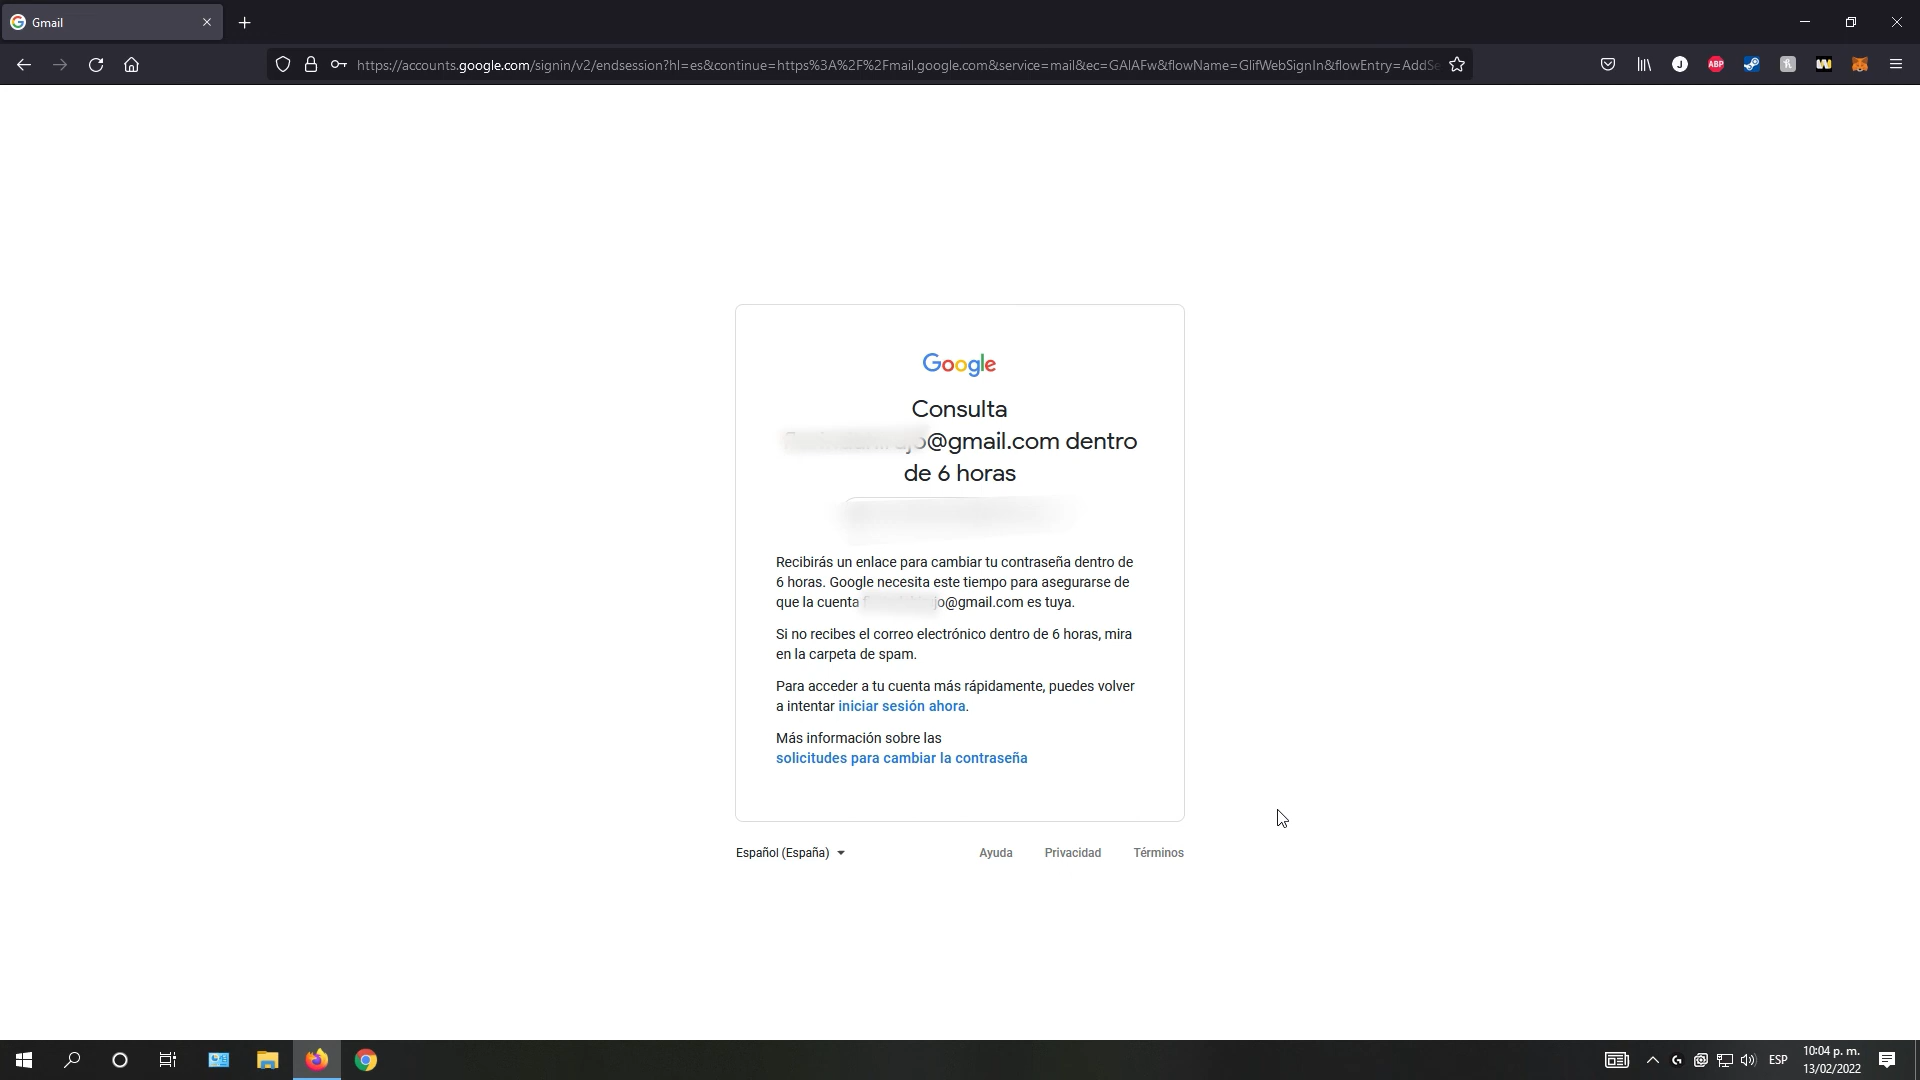 Gmail
https://accounts.google.com/signin/v2/endsession?hl=es&continue=https%3A%2F%2Fmail.google.com&service=mail&ec=GAlAFw&flowName=GlifWebSignIn&flowEntry=AddSe
ABP
Google
Consulta
@gmail.com dentro
de 6 horas
Recibirás un enlace para cambiar tu contraseña dentro de
6 horas. Google necesita este tiempo para asegurarse de
que la cuenta @gmail.com es tuya.
Si no recibes el correo electrónico dentro de 6 horas, mira
en la carpeta de spam.
Para acceder a tu cuenta más rápidamente, puedes volver
a intentar iniciar sesión ahora.
Más información sobre las
solicitudes para cambiar la contraseña
Español (España)
Ayuda
Privacidad
Términos
ESP
10:04 p. m.
13/02/2022